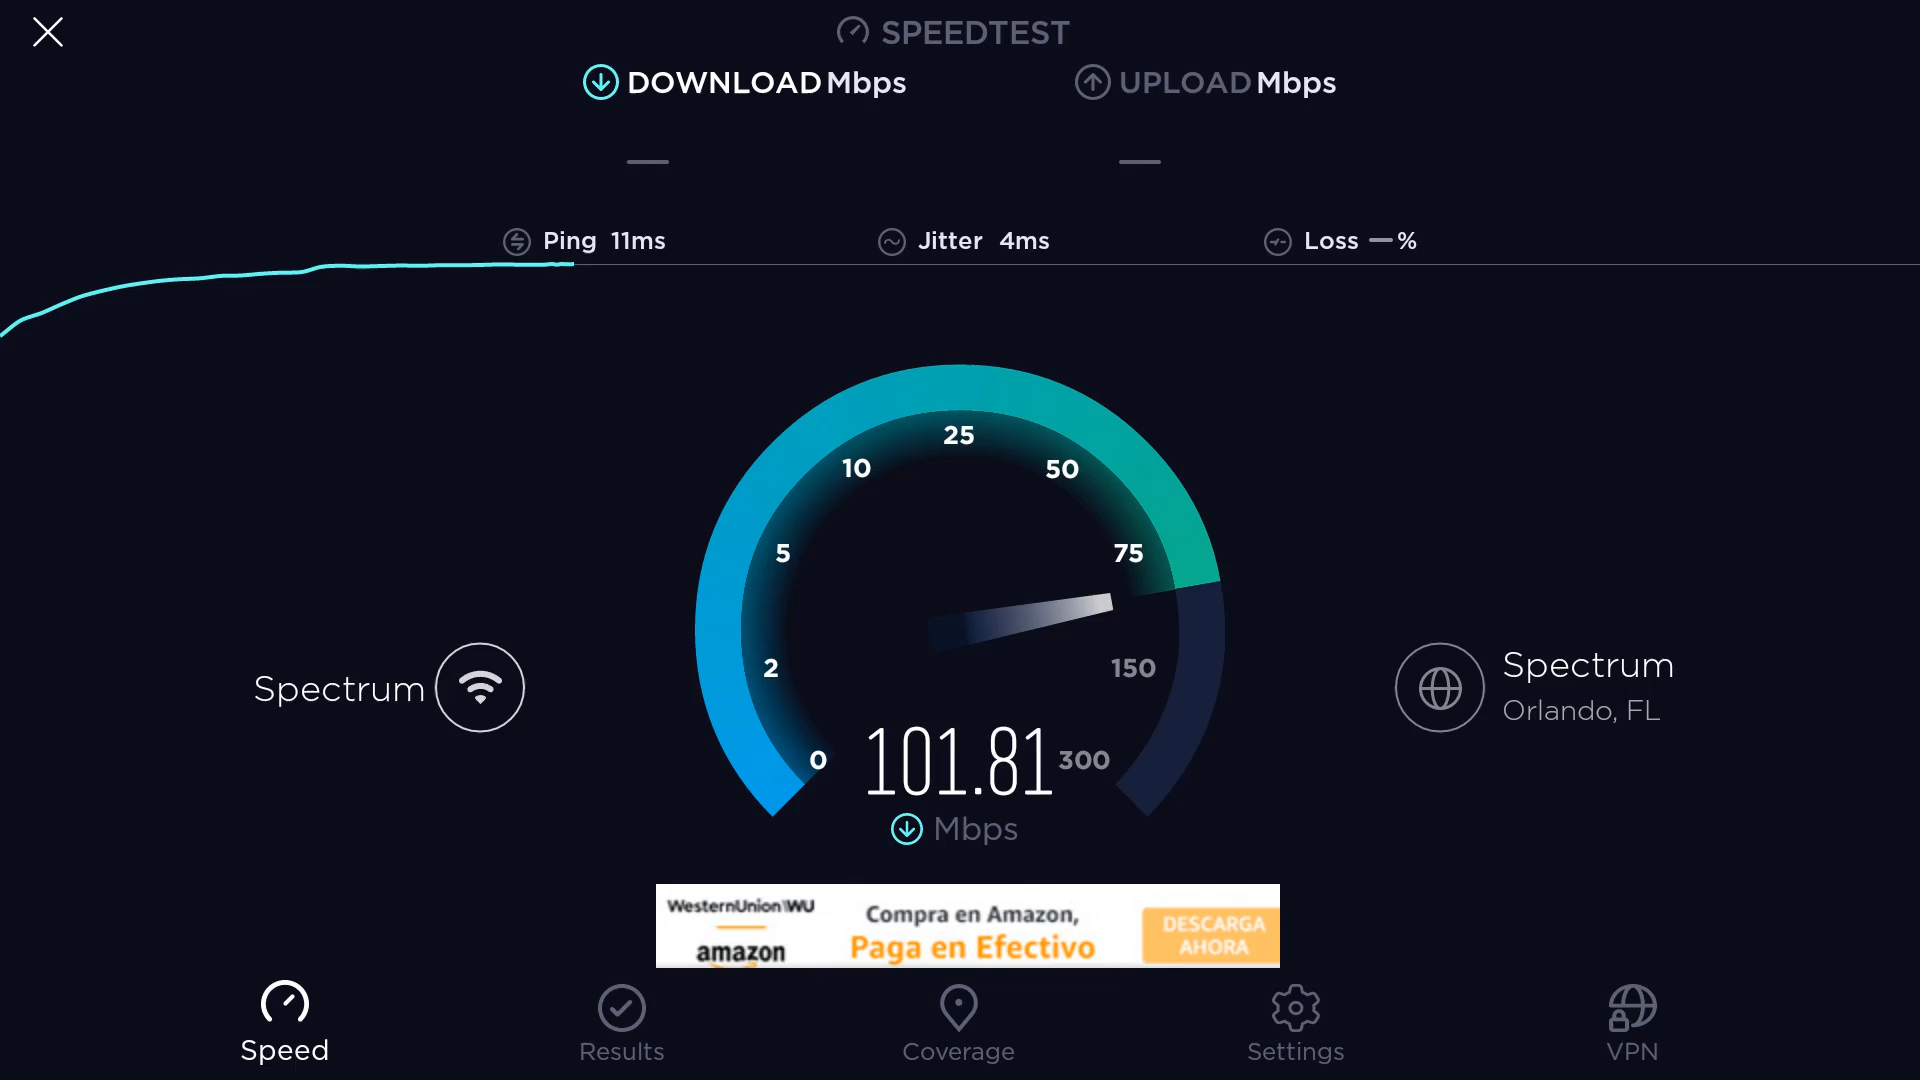 SPEEDTEST
DOWNLOAD Mbps
UPLOAD Mbps
— —
Ping 11ms
Jitter 4ms
Loss — %
0
2
5
10
25
50
75
150
300
101.81
Mbps
Spectrum
Spectrum
Orlando, FL
WesternUnion WU
amazon
Compra en Amazon,
Paga en Efectivo
DESCARGA
AHORA
Speed
Results
Coverage
Settings
VPN